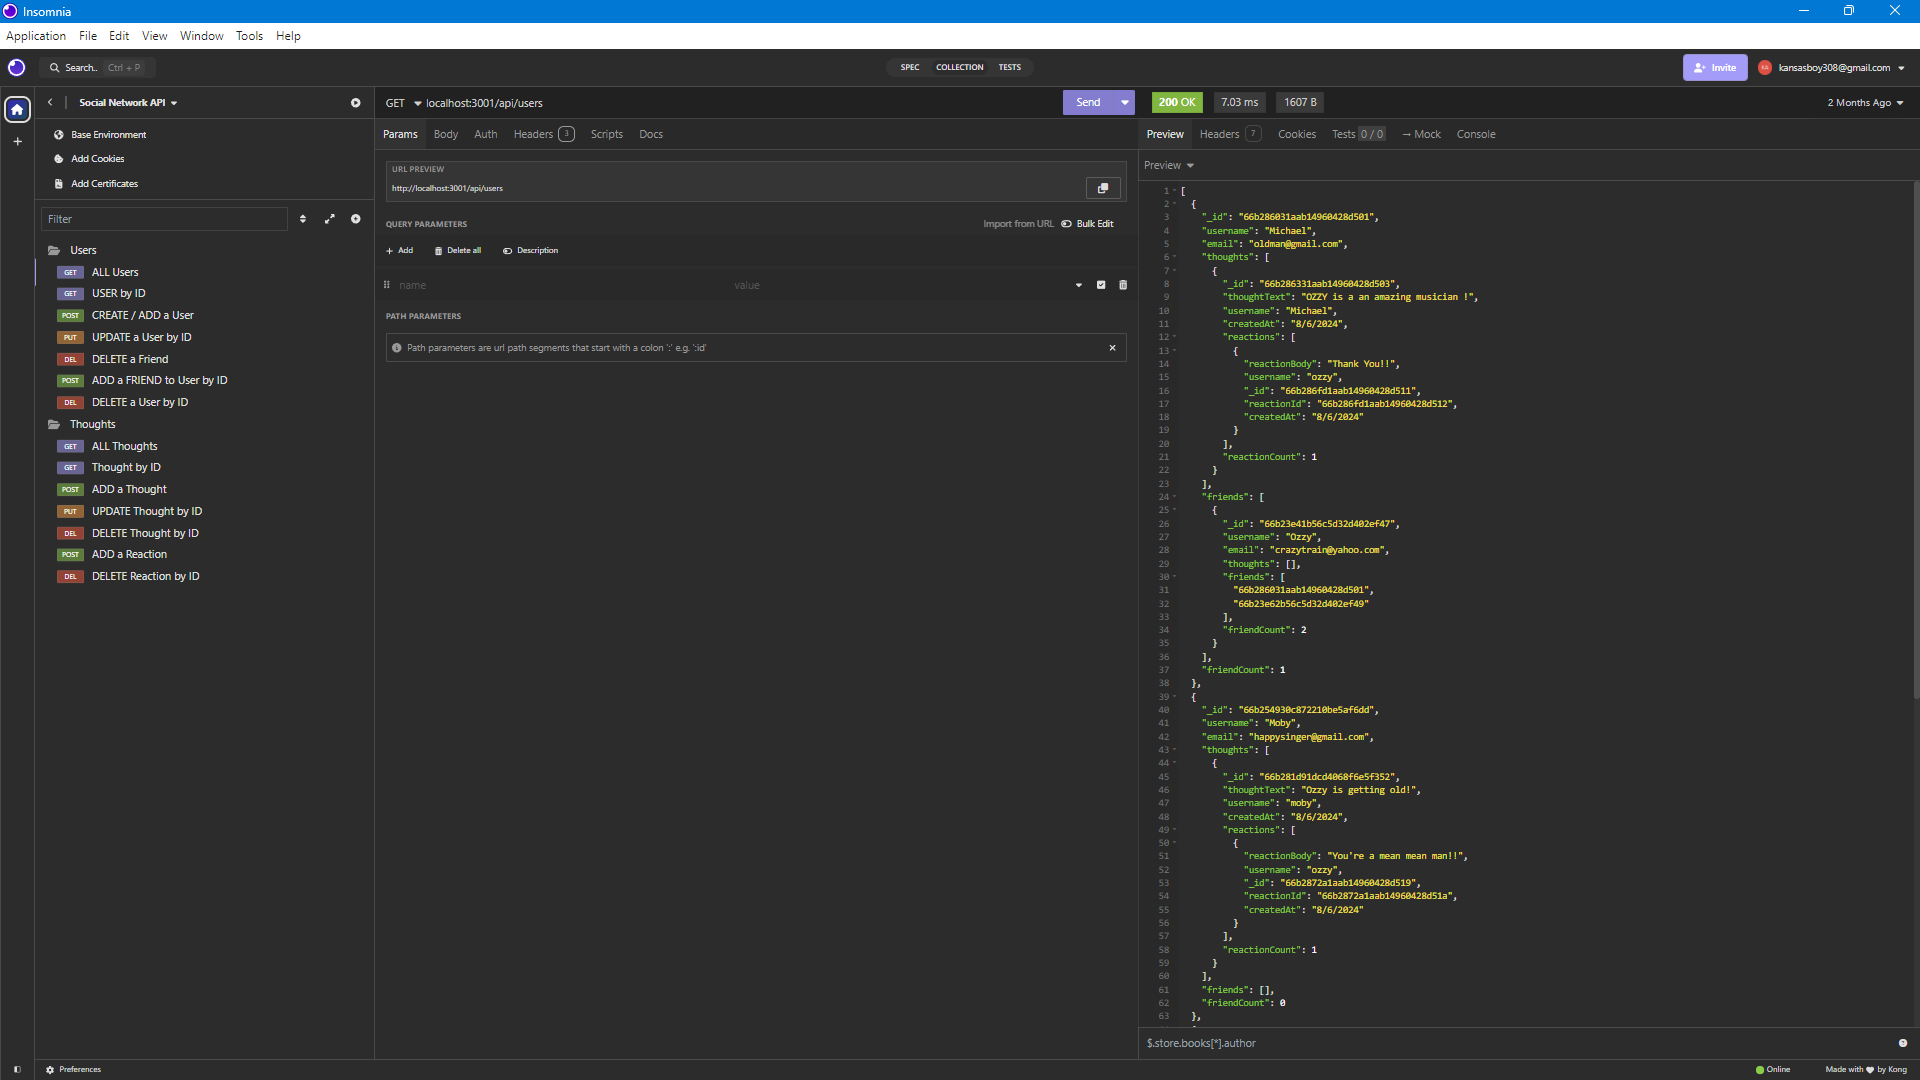 Insomnia
Application File Edit View Window Tools Help
Search.. Ctrl + P
SPEC COLLECTION TESTS
Invite kansasboy308@gmail.com
Social Network API
GET localhost:3001/api/users
Send
200 OK 7.03 ms 1607 B
2 Months Ago
Base Environment
Add Cookies
Add Certificates
Filter
Users
GET ALL Users
GET USER by ID
POST CREATE / ADD a User
PUT UPDATE a User by ID
DEL DELETE a Friend
POST ADD a FRIEND to User by ID
DEL DELETE a User by ID
Thoughts
GET ALL Thoughts
GET Thought by ID
POST ADD a Thought
PUT UPDATE Thought by ID
DEL DELETE Thought by ID
POST ADD a Reaction
DEL DELETE Reaction by ID
Params Body Auth Headers 3 Scripts Docs
URL PREVIEW
http://localhost:3001/api/users
QUERY PARAMETERS
Import from URL Bulk Edit
Add Delete all Description
name value
PATH PARAMETERS
Path parameters are url path segments that start with a colon ':' e.g. ':id'
Preview Headers 7 Cookies Tests 0 / 0 → Mock Console
Preview
1 [
2 {
3 "_id": "66b286031aab14960428d501",
4 "username": "Michael",
5 "email": "oldman@gmail.com",
6 "thoughts": [
7 {
8 "_id": "66b286331aab14960428d503",
9 "thoughtText": "OZZY is a an amazing musician !",
10 "username": "Michael",
11 "createdAt": "8/6/2024",
12 "reactions": [
13 {
14 "reactionBody": "Thank You!!",
15 "username": "ozzy",
16 "_id": "66b286fd1aab14960428d511",
17 "reactionId": "66b286fd1aab14960428d512",
18 "createdAt": "8/6/2024"
19 }
20 ],
21 "reactionCount": 1
22 }
23 ],
24 "friends": [
25 {
26 "_id": "66b23e41b56c5d32d402ef47",
27 "username": "Ozzy",
28 "email": "crazytrain@yahoo.com",
29 "thoughts": [],
30 "friends": [
31 "66b286031aab14960428d501",
32 "66b23e62b56c5d32d402ef49"
33 ],
34 "friendCount": 2
35 }
36 ],
37 "friendCount": 1
38 },
39 {
40 "_id": "66b254930c872210be5af6dd",
41 "username": "Moby",
42 "email": "happysinger@gmail.com",
43 "thoughts": [
44 {
45 "_id": "66b281d91dcd4068f6e5f352",
46 "thoughtText": "Ozzy is getting old!",
47 "username": "moby",
48 "createdAt": "8/6/2024",
49 "reactions": [
50 {
51 "reactionBody": "You're a mean mean man!!",
52 "username": "ozzy",
53 "_id": "66b2872a1aab14960428d519",
54 "reactionId": "66b2872a1aab14960428d51a",
55 "createdAt": "8/6/2024"
56 }
57 ],
58 "reactionCount": 1
59 }
60 ],
61 "friends": [],
62 "friendCount": 0
63 },
$.store.books[*].author
Preferences
Online
Made with by Kong